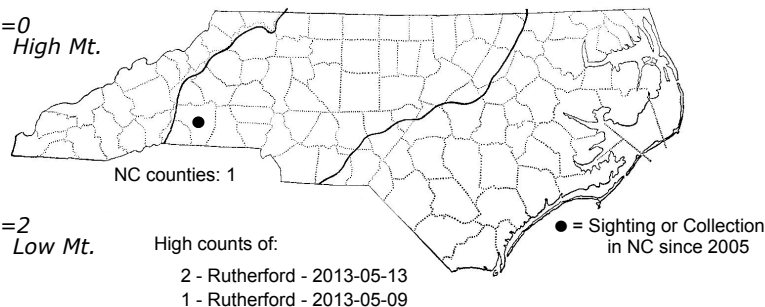 =0
High Mt.
NC counties: 1
=2
Low Mt.
High counts of:
2 - Rutherford - 2013-05-13
1 - Rutherford - 2013-05-09
● = Sighting or Collection
in NC since 2005